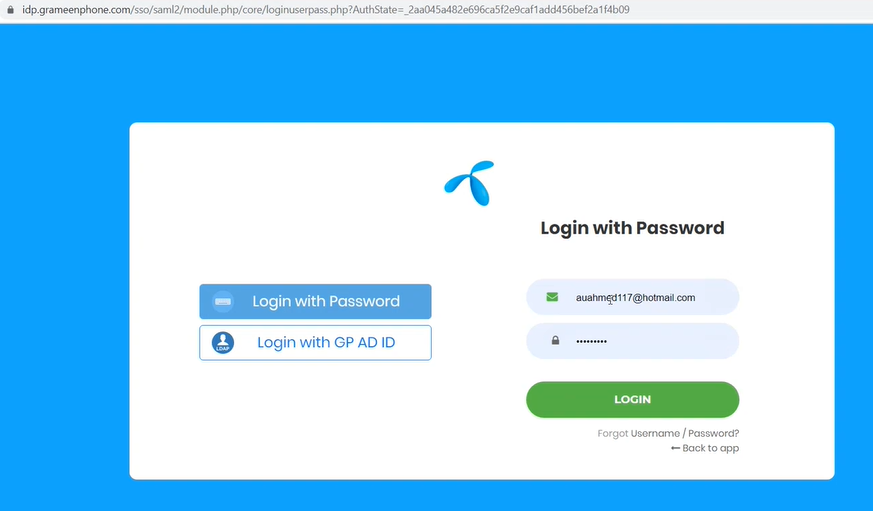 idp.grameenphone.com/sso/saml2/module.php/core/loginuserpass.php?AuthState=_2aa045a482e696ca5f2e9caf1add456bef2a1f4b09
Login with Password
Login with Password
LDAP
Login with GP AD ID
auahmed117@hotmail.com
•••••••••
LOGIN
Forgot Username / Password?
Back to app